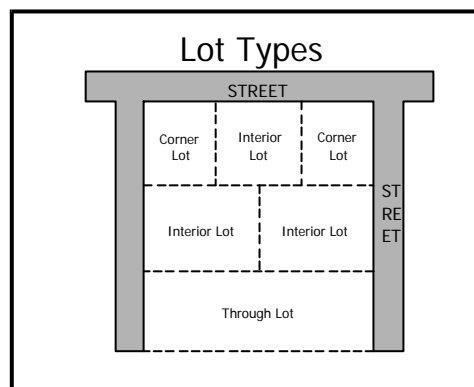 Lot Types
STREET
Corner
Lot
Interior
Lot
Corner
Lot
ST
RE
ET
Interior Lot
Interior Lot
Through Lot